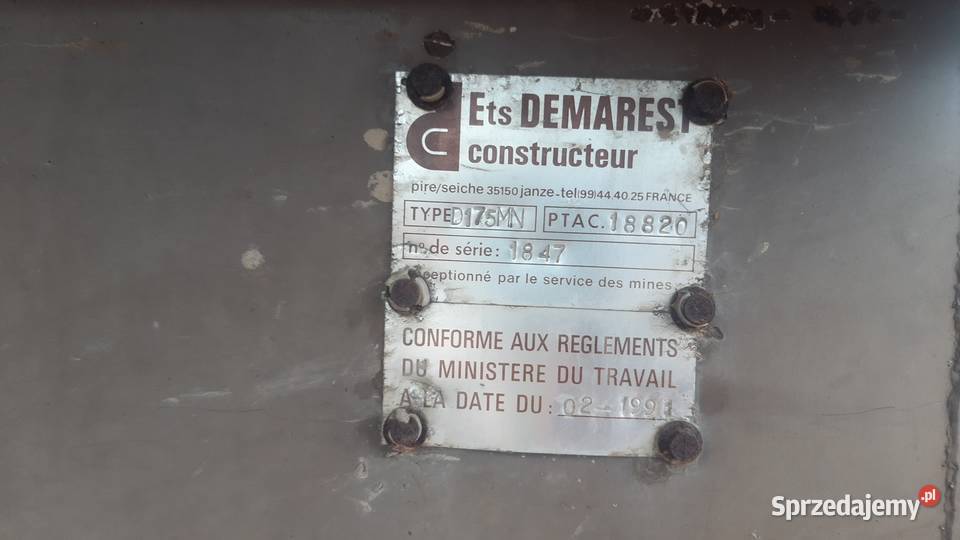 Ets DEMAREST
constructeur
pire/seiche 35150 janze-tel(99)44.40.25 FRANCE
TYPE D175MN PTAC. 18820
n° de série: 1847
ceptionné par le service des mines
CONFORME AUX REGLEMENTS
DU MINISTERE DU TRAVAIL
A LA DATE DU: 02-1991
Sprzedajemy.pl